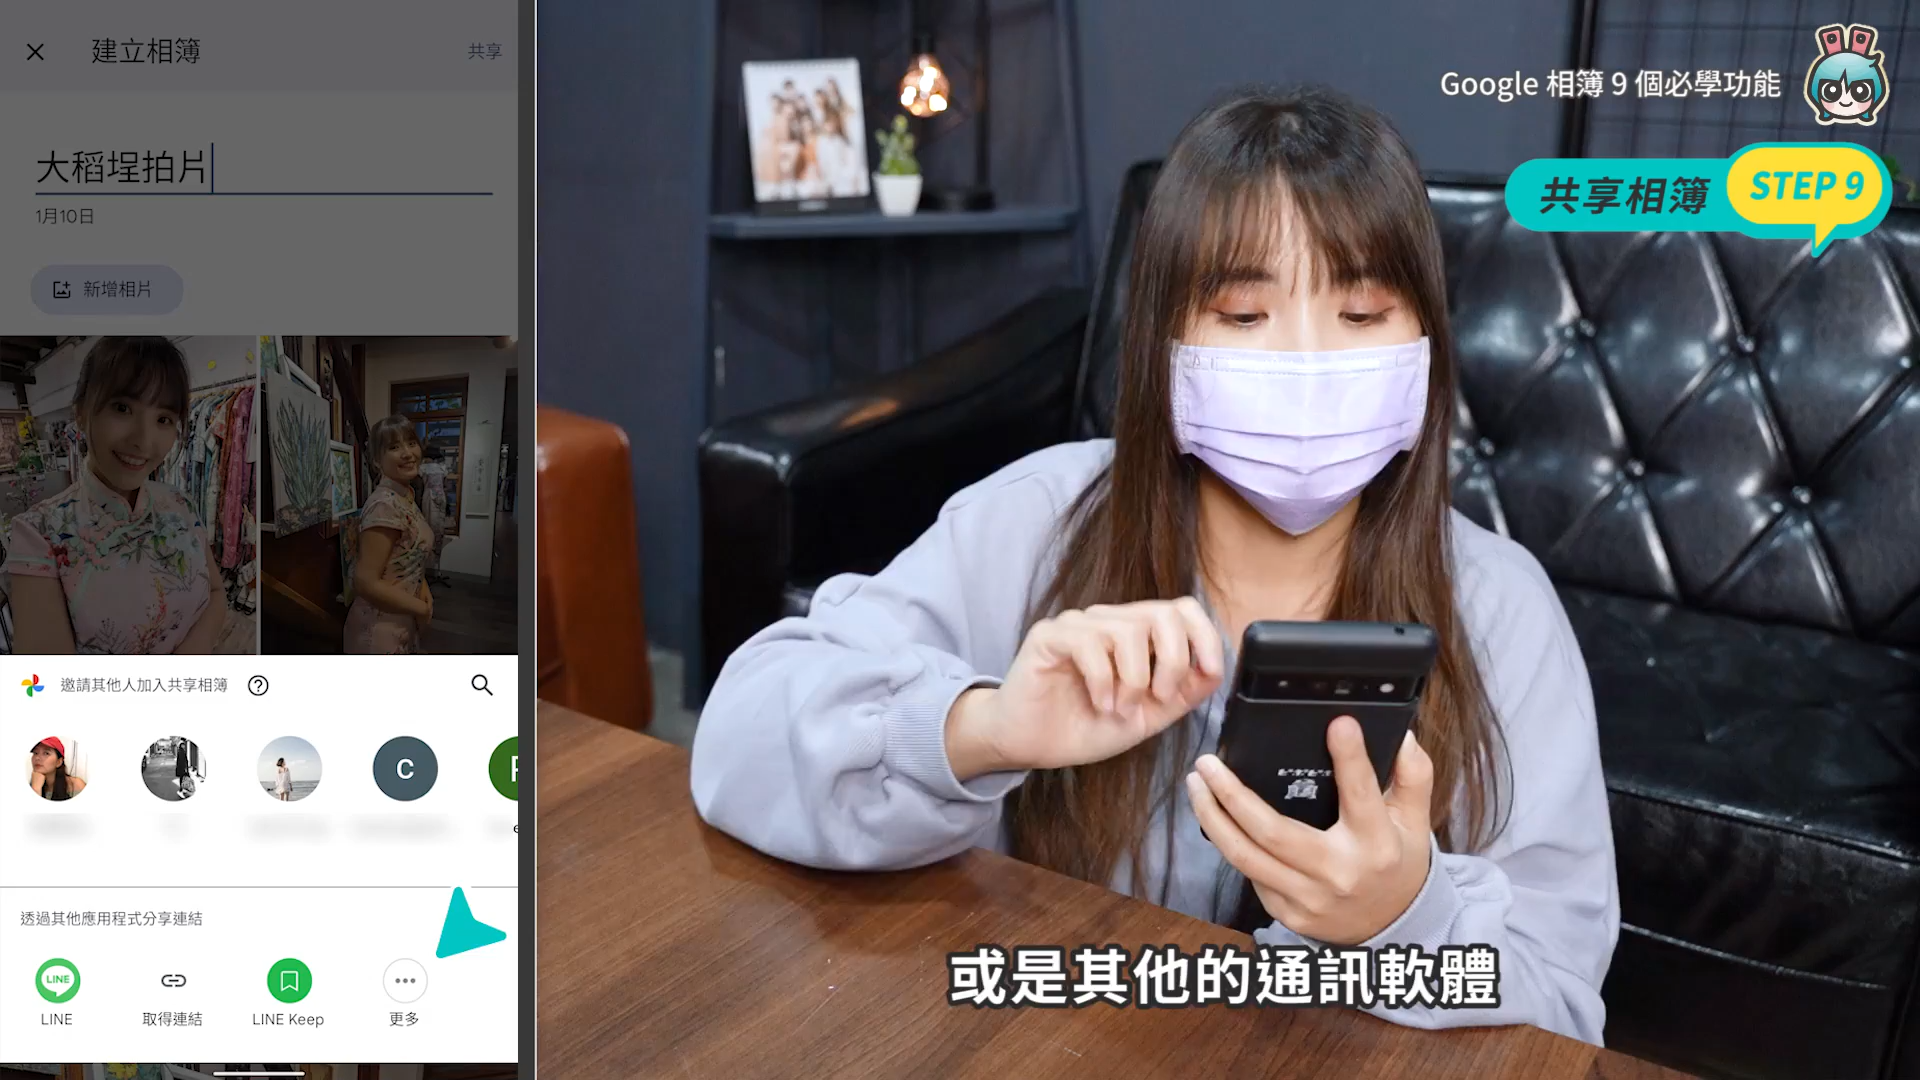 建立相簿
共享
大稻埕拍片
1月10日
新增相片
邀請其他人加入共享相簿
C
透過其他應用程式分享連結
LINE
LINE
取得連結
LINE Keep
更多
Google 相簿 9 個必學功能
共享相簿
STEP 9
或是其他的通訊軟體